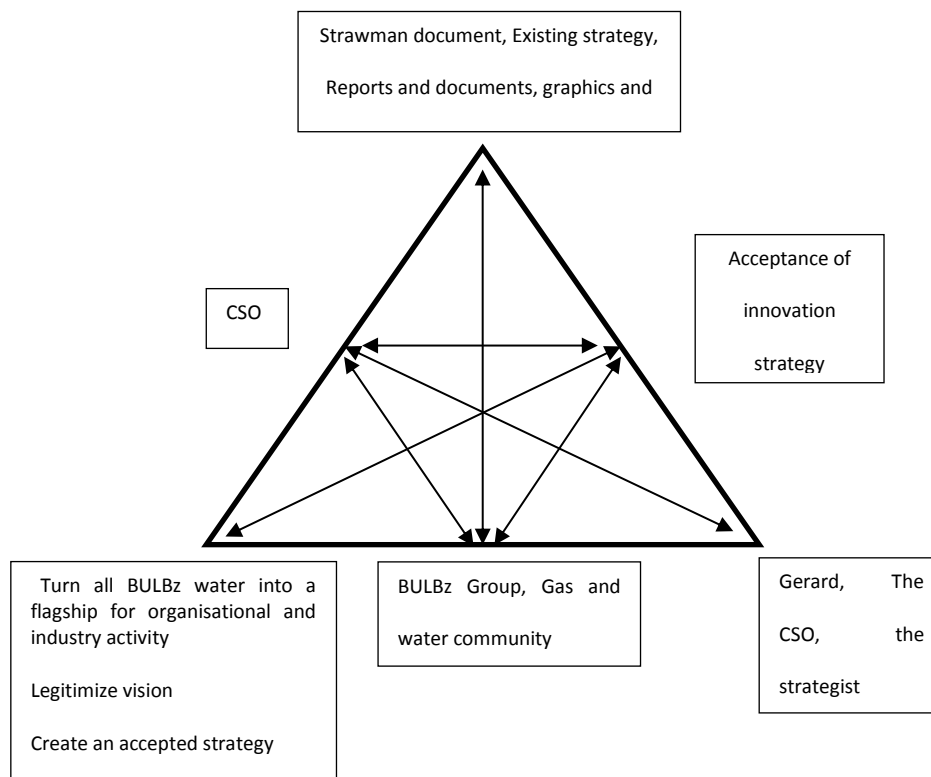 Strawman document, Existing strategy,
Reports and documents, graphics and
CSO
Acceptance of
innovation
strategy
Turn all BULBz water into a
flagship for organisational and
industry activity
Legitimize vision
Create an accepted strategy
BULBz Group, Gas and
water community
Gerard, The
CSO, the
strategist